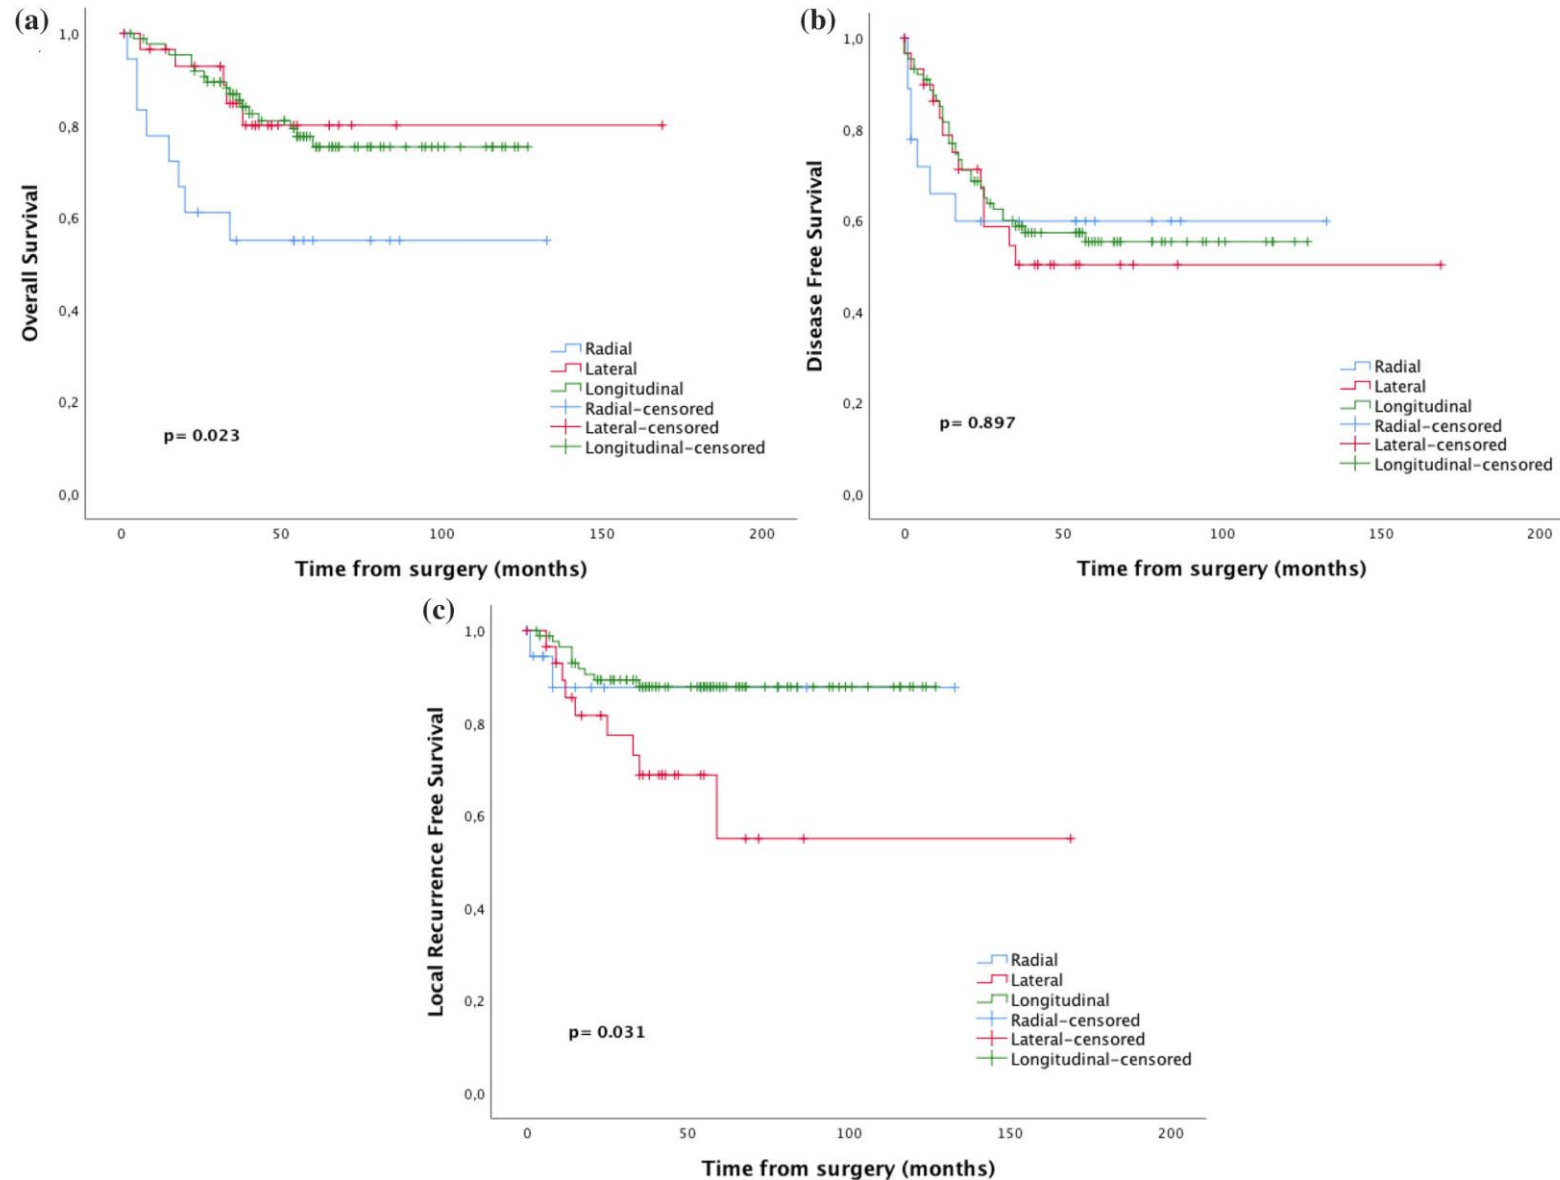 (a)
1,0
0,8
0,6
0,4
0,2
0,0
Overall Survival
Radial
Lateral
Longitudinal
Radial-censored
Lateral-censored
Longitudinal-censored
p= 0.023
0 50 100 150 200
Time from surgery (months)
(b)
1,0
0,8
0,6
0,4
0,2
0,0
Disease Free Survival
Radial
Lateral
Longitudinal
Radial-censored
Lateral-censored
Longitudinal-censored
p= 0.897
0 50 100 150 200
Time from surgery (months)
(c)
1,0
0,8
0,6
0,4
0,2
0,0
Local Recurrence Free Survival
Radial
Lateral
Longitudinal
Radial-censored
Lateral-censored
Longitudinal-censored
p= 0.031
0 50 100 150 200
Time from surgery (months)